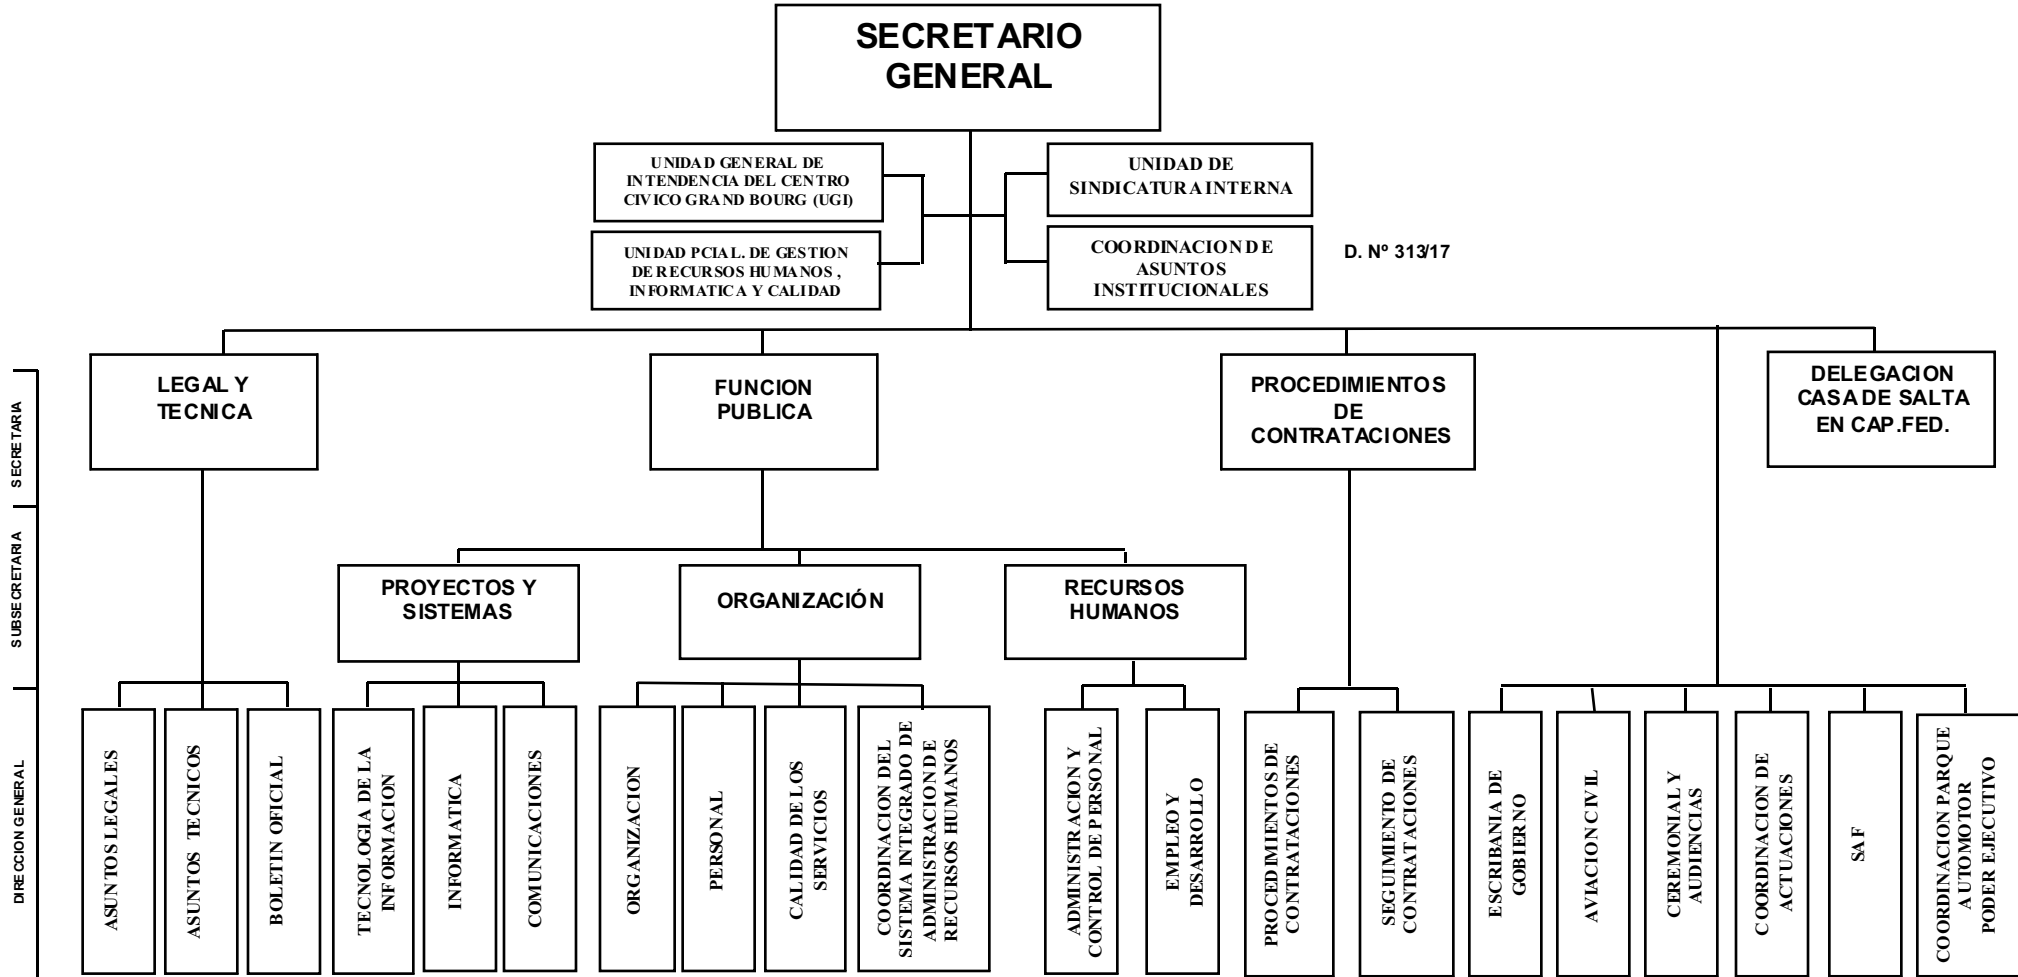 SECRETARIO
GENERAL
UNIDAD GENERAL DE
INTENDENCIA DEL CENTRO
CIVICO GRAND BOURG (UGI)
UNIDAD DE
SINDICATURA INTERNA
UNIDAD PCIAL. DE GESTION
DE RECURSOS HUMANOS ,
INFORMATICA Y CALIDAD
COORDINACION DE
ASUNTOS
INSTITUCIONALES
D. Nº 313/17
SECRETARIA
LEGAL Y
TECNICA
FUNCION
PUBLICA
PROCEDIMIENTOS
DE
CONTRATACIONES
DELEGACION
CASA DE SALTA
EN CAP.FED.
SUBSECRETARIA
PROYECTOS Y
SISTEMAS
ORGANIZACIÓN
RECURSOS
HUMANOS
DIRECCION GENERAL
ASUNTOS LEGALES
ASUNTOS TECNICOS
BOLETIN OFICIAL
TECNOLOGIA DE LA
INFORMACION
INFORMATICA
COMUNICACIONES
ORGANIZACION
PERSONAL
CALIDAD DE LOS
SERVICIOS
COORDINACION DEL
SISTEMA INTEGRADO DE
ADMINISTRACION DE
RECURSOS HUMANOS
ADMINISTRACION Y
CONTROL DE PERSONAL
EMPLEO Y
DESARROLLO
PROCEDIMIENTOS DE
CONTRATACIONES
SEGUIMIENTO DE
CONTRATACIONES
ESCRIBANIA DE
GOBIERNO
AVIACION CIVIL
CEREMONIAL Y
AUDIENCIAS
COORDINACION DE
ACTUACIONES
SAF
COORDINACION PARQUE
AUTOMOTOR
PODER EJECUTIVO